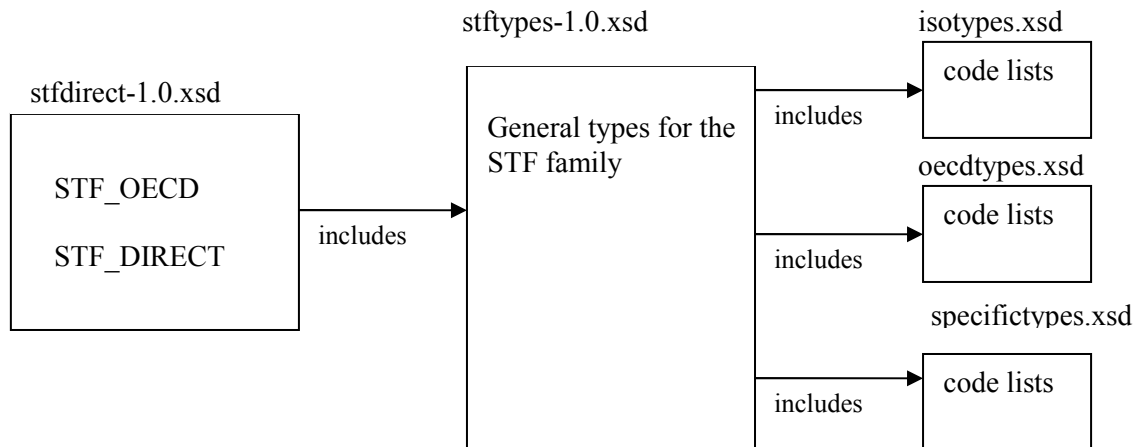 stftypes-1.0.xsd
isotypes.xsd
code lists
stfdirect-1.0.xsd
includes
General types for the
STF family
oecdtypes.xsd
STF_OECD
code lists
includes
STF_DIRECT
includes
specifictypes.xsd
code lists
includes